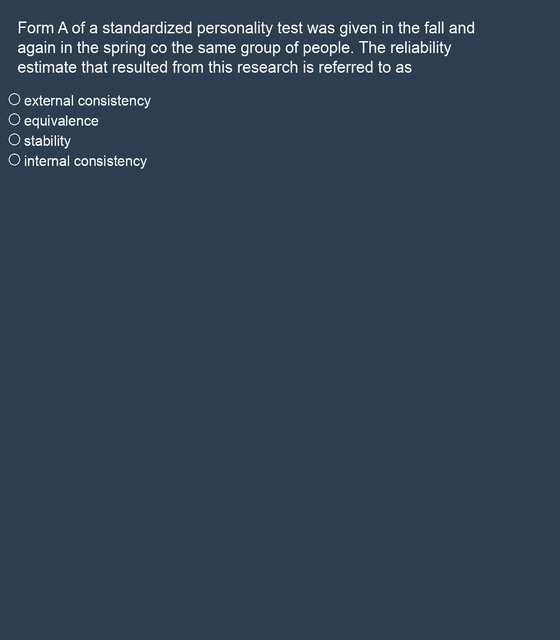 Form A of a standardized personality test was given in the fall and
again in the spring co the same group of people. The reliability
estimate that resulted from this research is referred to as
external consistency
equivalence
stability
internal consistency